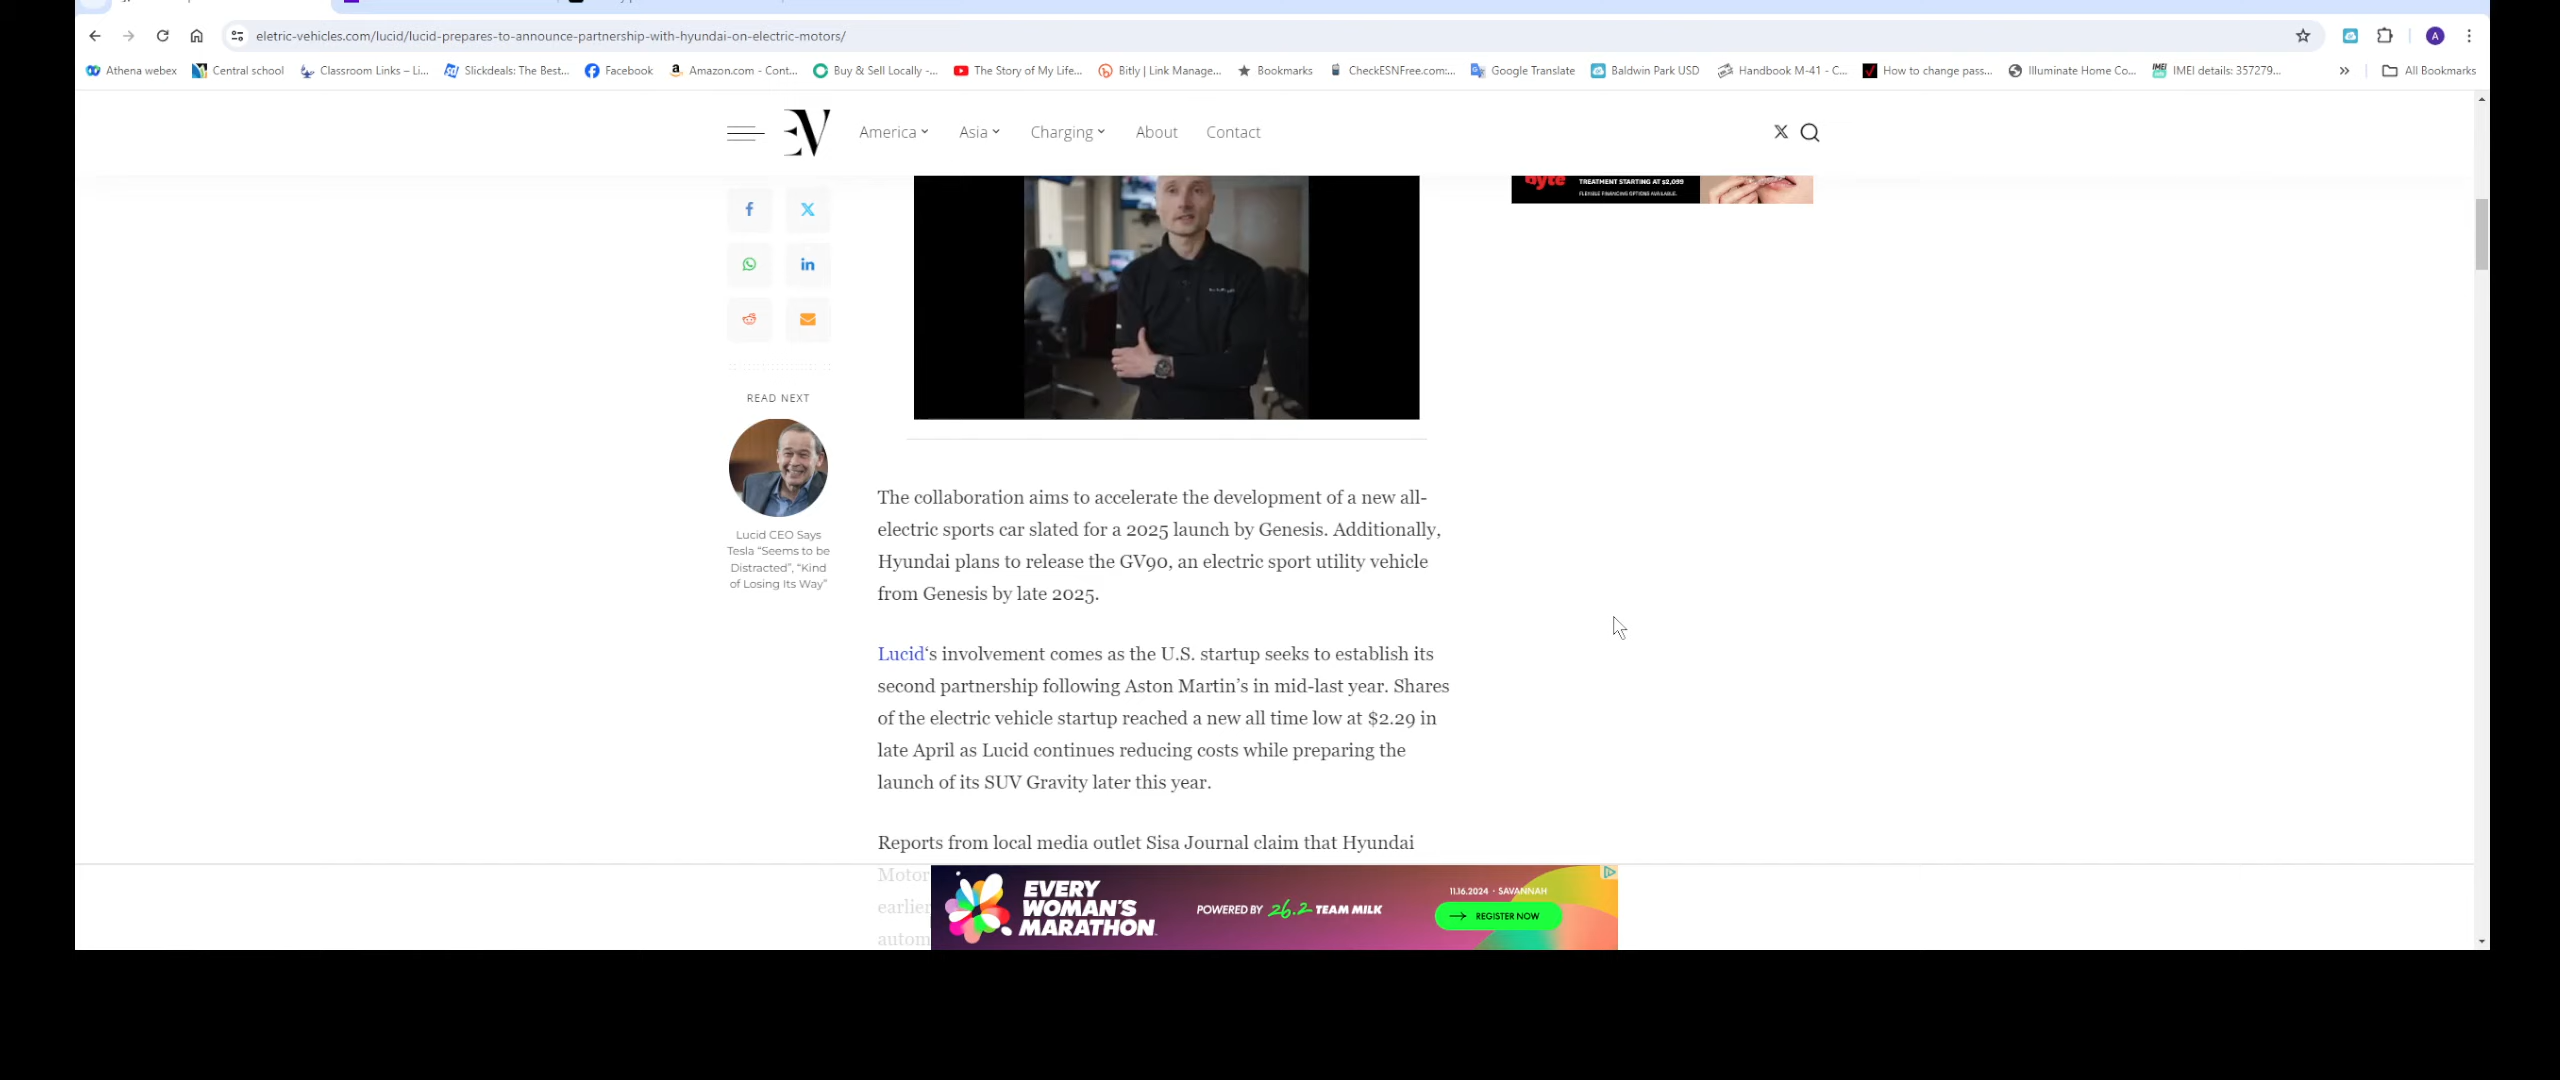 eletric-vehicles.com/lucid/lucid-prepares-to-announce-partnership-with-hyundai-on-electric-motors/
A
Athena webex
Central school
Classroom Links – Li...
Slickdeals: The Best...
Facebook
Amazon.com - Cont...
Buy & Sell Locally -...
The Story of My Life...
Bitly | Link Manage...
Bookmarks
CheckESNFree.com:...
Google Translate
Baldwin Park USD
Handbook M-41 - C...
How to change pass...
Illuminate Home Co...
IMEI details: 357279...
All Bookmarks
EV
America
Asia
Charging
About
Contact
byte
TREATMENT STARTING AT $2,099
FLEXIBLE FINANCING OPTIONS AVAILABLE.
READ NEXT
Lucid CEO Says
Tesla “Seems to be
Distracted”, “Kind
of Losing Its Way”
The collaboration aims to accelerate the development of a new all-
electric sports car slated for a 2025 launch by Genesis. Additionally,
Hyundai plans to release the GV90, an electric sport utility vehicle
from Genesis by late 2025.
Lucid‘s involvement comes as the U.S. startup seeks to establish its
second partnership following Aston Martin’s in mid-last year. Shares
of the electric vehicle startup reached a new all time low at $2.29 in
late April as Lucid continues reducing costs while preparing the
launch of its SUV Gravity later this year.
Reports from local media outlet Sisa Journal claim that Hyundai
Motor
earlier
autom
EVERY
WOMAN'S
MARATHON
POWERED BY 26.2 TEAM MILK
11.16.2024 • SAVANNAH
REGISTER NOW